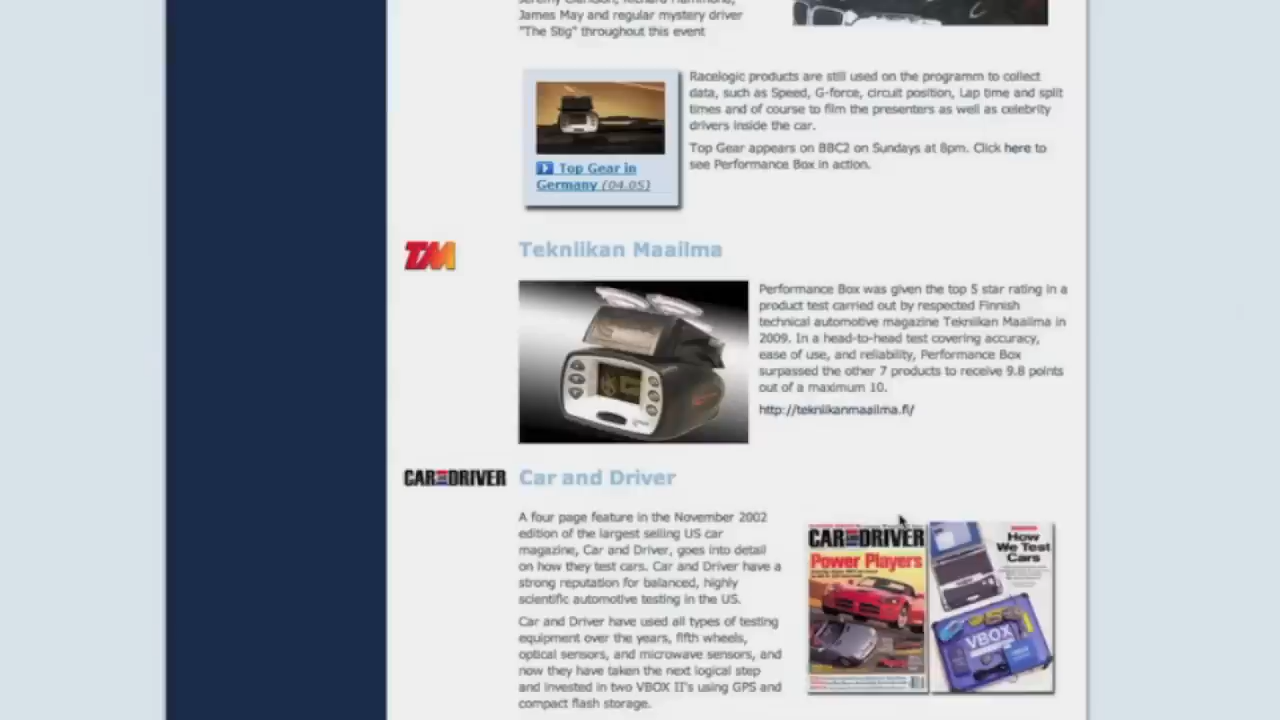 James May and regular mystery driver
"The Stig" throughout this event
Racelogic products are still used on the programm to collect
data, such as Speed, G-force, circuit position, Lap time and split
times and of course to film the presenters as well as celebrity
drivers inside the car.
Top Gear appears on BBC2 on Sundays at 8pm. Click here to
see Performance Box in action.
Top Gear in
Germany (04.05)
TM
Tekniikan Maailma
Performance Box was given the top 5 star rating in a
product test carried out by respected Finnish
technical automotive magazine Tekniikan Maailma in
2009. In a head-to-head test covering accuracy,
ease of use, and reliability, Performance Box
surpassed the other 7 products to receive 9.8 points
out of a maximum 10.
http://tekniikanmaailma.fi/
CAR AND DRIVER
Car and Driver
A four page feature in the November 2002
edition of the largest selling US car
magazine, Car and Driver, goes into detail
on how they test cars. Car and Driver have a
strong reputation for balanced, highly
scientific automotive testing in the US.
Car and Driver have used all types of testing
equipment over the years, fifth wheels,
optical sensors, and microwave sensors, and
now they have taken the next logical step
and invested in two VBOX II's using GPS and
compact flash storage.
CAR AND DRIVER
Power Players
How
We Test
Cars
VBOX